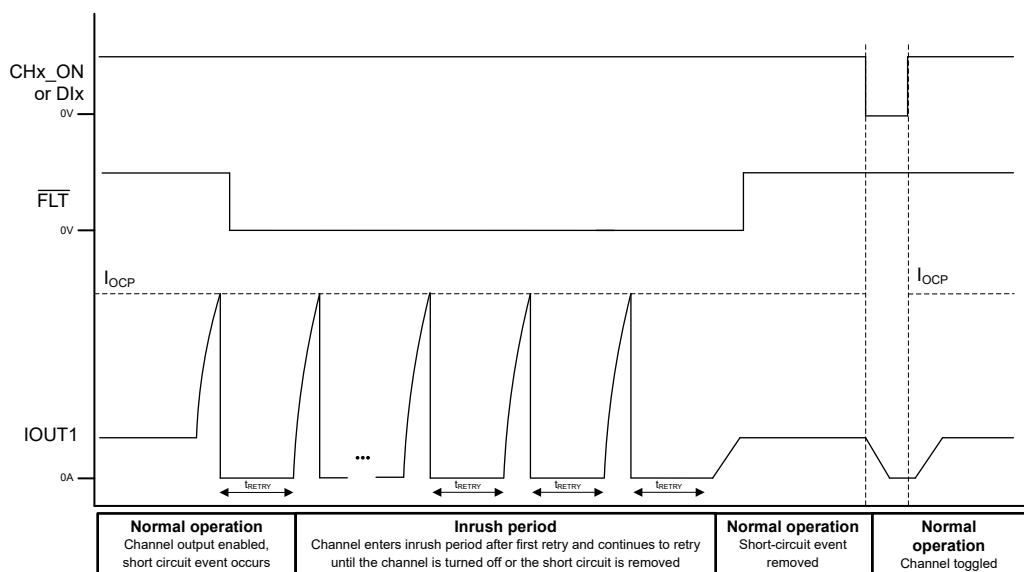 CHx_ON
or DIx
0V
FLT
0V
IOCP
IOCP
IOUT1
0A
...
tRETRY
tRETRY
tRETRY
tRETRY
Normal operation
Channel output enabled,
short circuit event occurs
Inrush period
Channel enters inrush period after first retry and continues to retry
until the channel is turned off or the short circuit is removed
Normal operation
Short-circuit event
removed
Normal
operation
Channel toggled